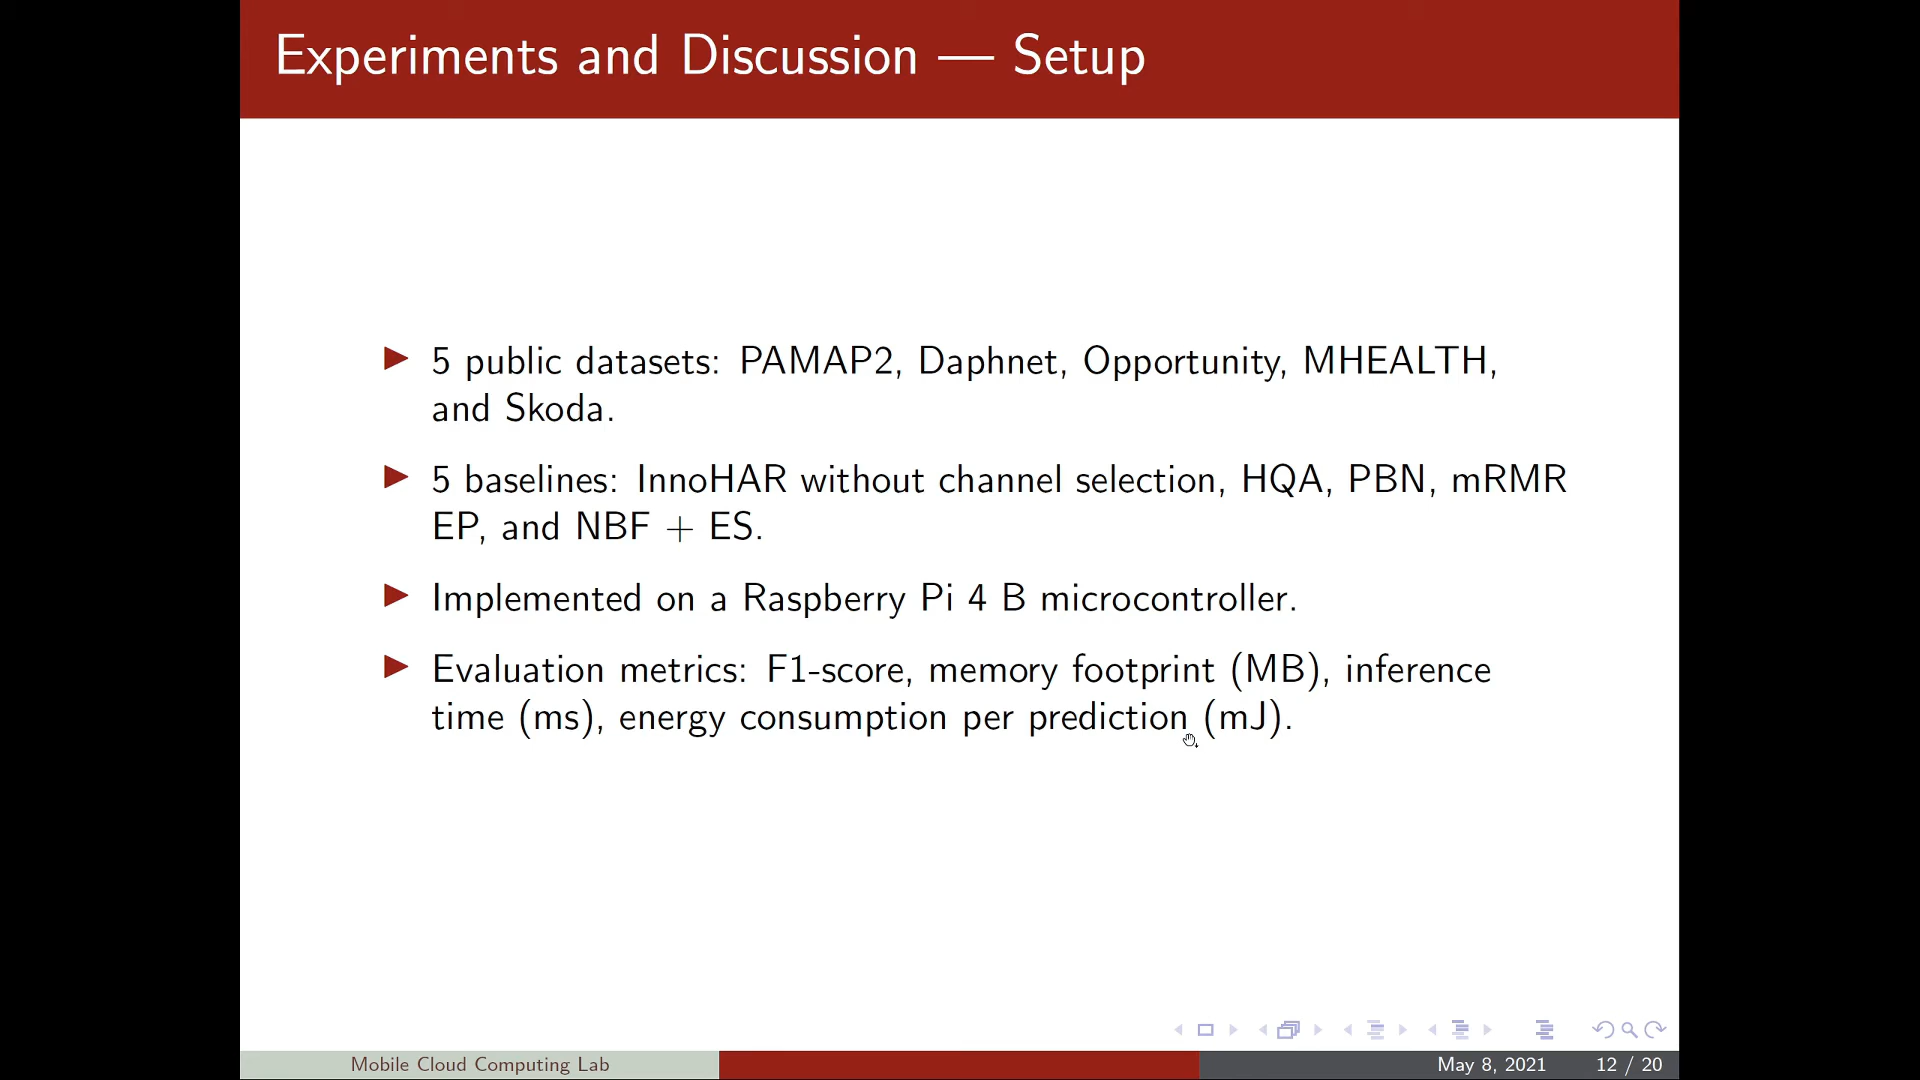 Experiments and Discussion — Setup
5 public datasets: PAMAP2, Daphnet, Opportunity, MHEALTH,
and Skoda.
5 baselines: InnoHAR without channel selection, HQA, PBN, mRMR
EP, and NBF + ES.
Implemented on a Raspberry Pi 4 B microcontroller.
Evaluation metrics: F1-score, memory footprint (MB), inference
time (ms), energy consumption per prediction (mJ).
Mobile Cloud Computing Lab
May 8, 2021
12 / 20